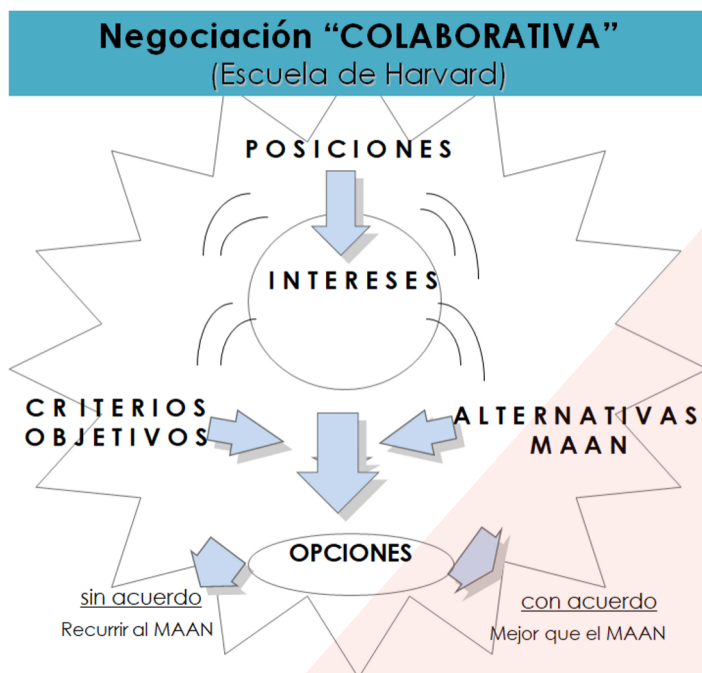 Negociación “COLABORATIVA”
(Escuela de Harvard)
POSICIONES
INTERESES
CRITERIOS
OBJETIVOS
ALTERNATIVAS
MAAN
OPCIONES
sin acuerdo
Recurrir al MAAN
con acuerdo
Mejor que el MAAN